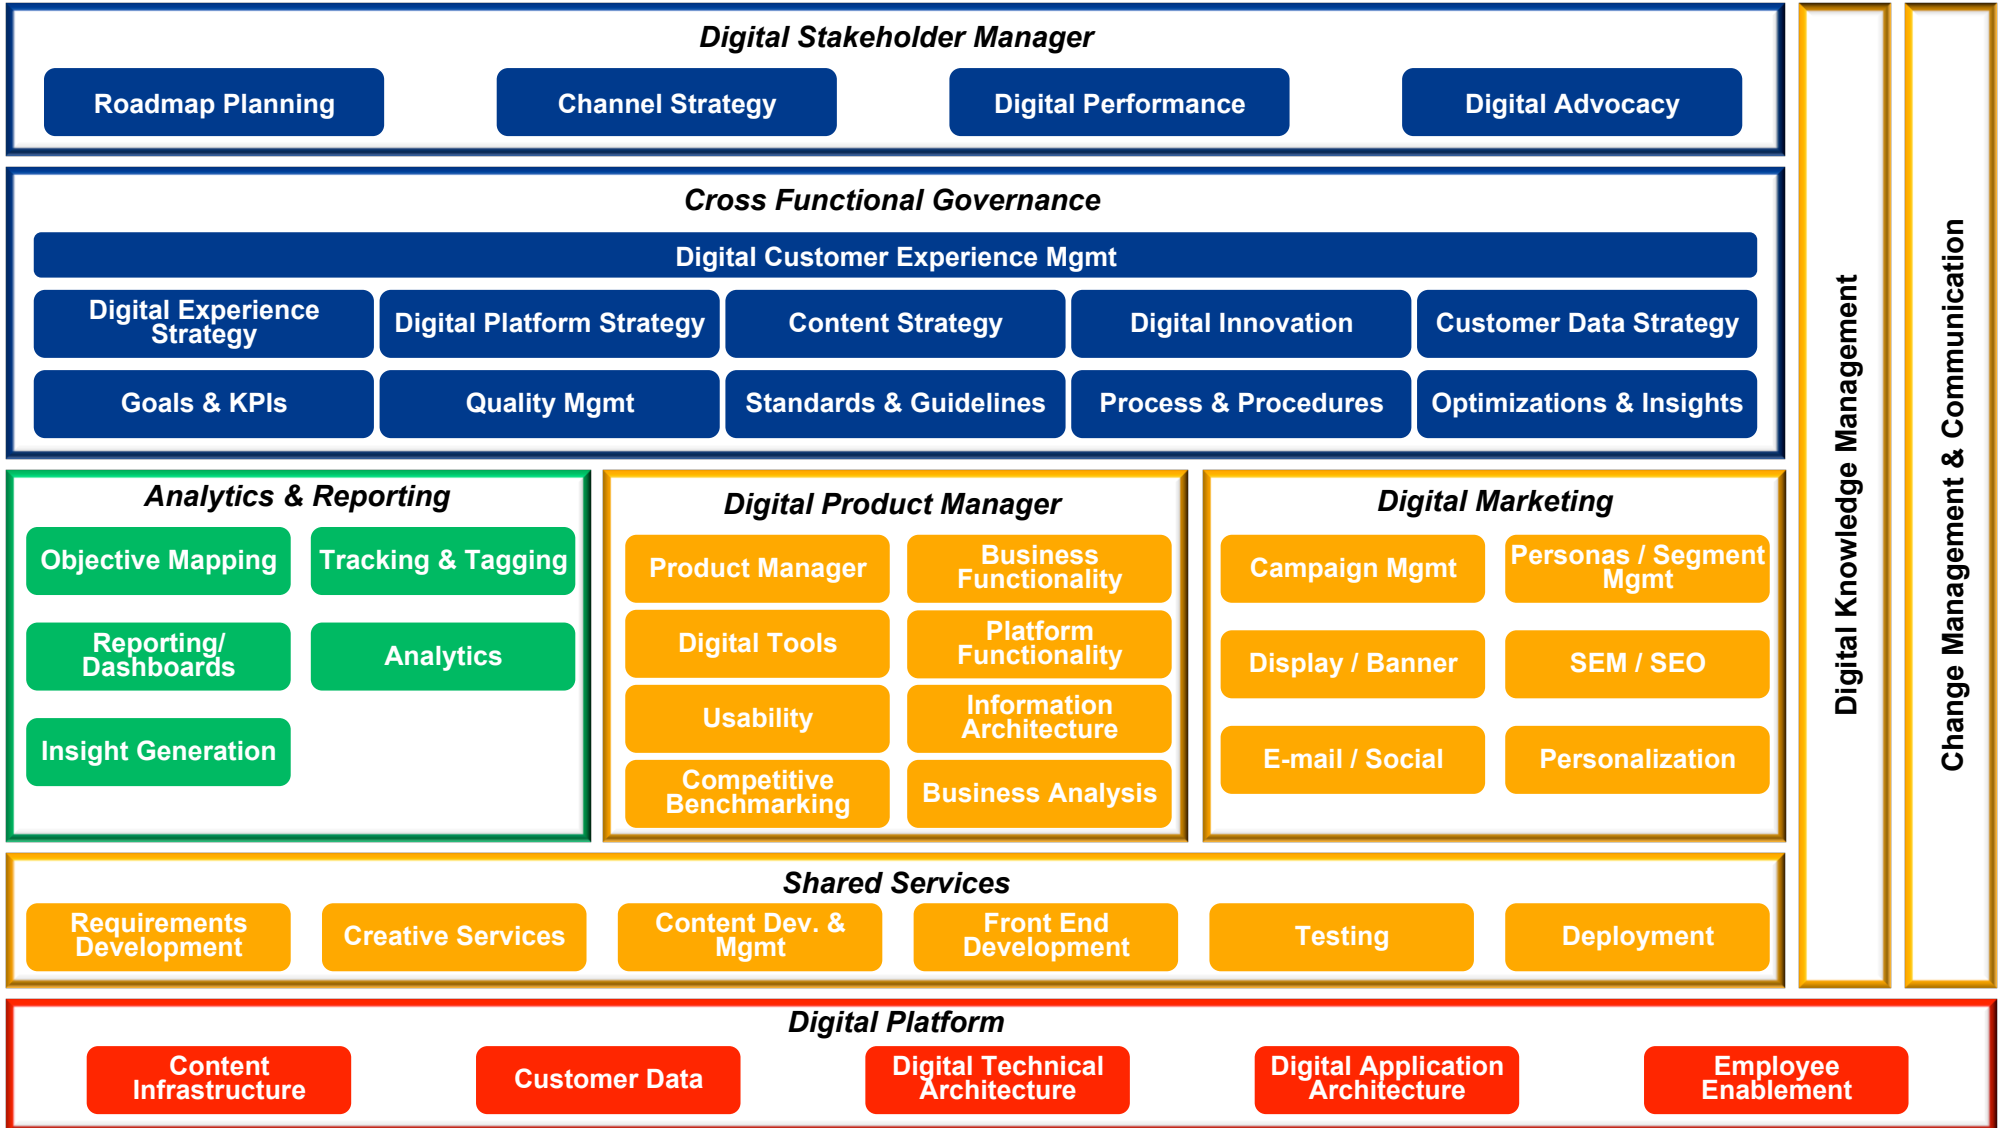 Digital Stakeholder Manager
Roadmap Planning
Channel Strategy
Digital Performance
Digital Advocacy
Cross Functional Governance
Digital Customer Experience Mgmt
Digital Experience
Strategy
Digital Platform Strategy
Content Strategy
Digital Innovation
Customer Data Strategy
Goals & KPIs
Quality Mgmt
Standards & Guidelines
Process & Procedures
Optimizations & Insights
Analytics & Reporting
Objective Mapping
Tracking & Tagging
Reporting/
Dashboards
Analytics
Insight Generation
Digital Product Manager
Product Manager
Business
Functionality
Digital Tools
Platform
Functionality
Usability
Information
Architecture
Competitive
Benchmarking
Business Analysis
Digital Marketing
Campaign Mgmt
Personas / Segment
Mgmt
Display / Banner
SEM / SEO
E-mail / Social
Personalization
Shared Services
Requirements
Development
Creative Services
Content Dev. &
Mgmt
Front End
Development
Testing
Deployment
Digital Knowledge Management
Change Management & Communication
Digital Platform
Content
Infrastructure
Customer Data
Digital Technical
Architecture
Digital Application
Architecture
Employee
Enablement